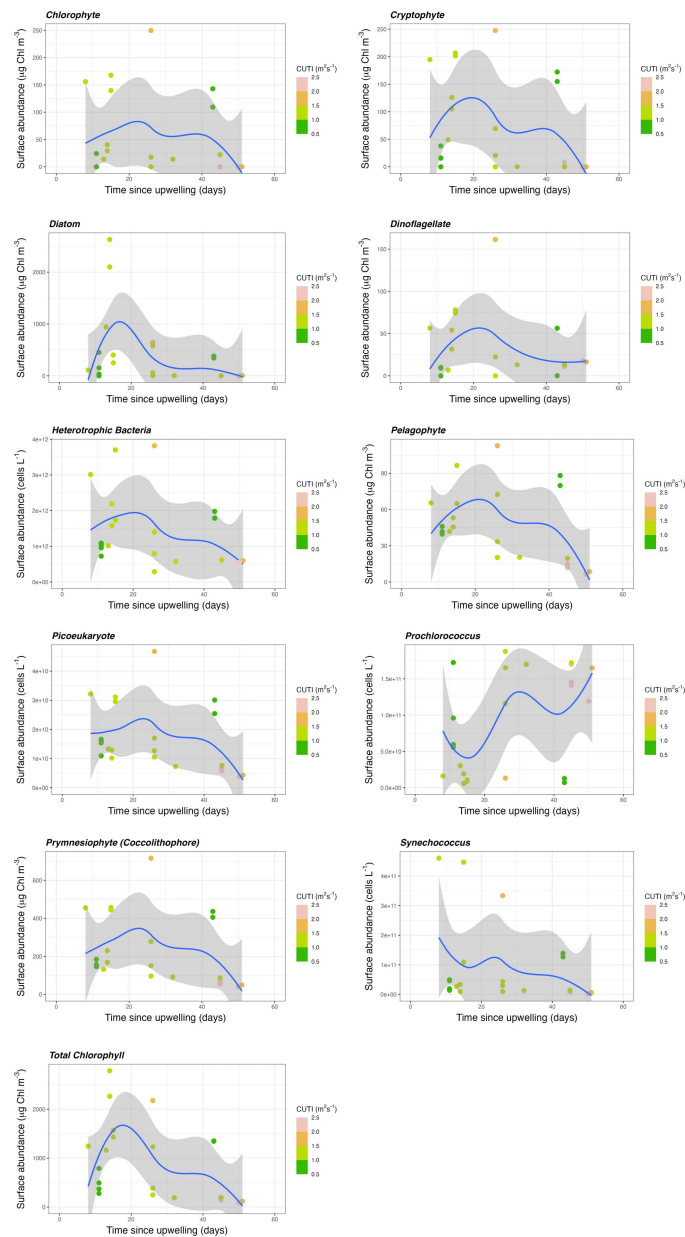 Chlorophyte
Surface abundance (μg Chl m⁻³)
250
200
150
100
50
0
0
20
40
60
Time since upwelling (days)
CUTI (m²s⁻¹)
2.5
2.0
1.5
1.0
0.5
Cryptophyte
Surface abundance (μg Chl m⁻³)
250
200
150
100
50
0
0
20
40
60
Time since upwelling (days)
CUTI (m²s⁻¹)
2.5
2.0
1.5
1.0
0.5
Diatom
Surface abundance (μg Chl m⁻³)
2000
1000
0
0
20
40
60
Time since upwelling (days)
CUTI (m²s⁻¹)
2.5
2.0
1.5
1.0
0.5
Dinoflagellate
Surface abundance (μg Chl m⁻³)
150
100
50
0
0
20
40
60
Time since upwelling (days)
CUTI (m²s⁻¹)
2.5
2.0
1.5
1.0
0.5
Heterotrophic Bacteria
Surface abundance (cells L⁻¹)
4e+12
3e+12
2e+12
1e+12
0e+00
0
20
40
60
Time since upwelling (days)
CUTI (m²s⁻¹)
2.5
2.0
1.5
1.0
0.5
Pelagophyte
Surface abundance (μg Chl m⁻³)
90
60
30
0
0
20
40
60
Time since upwelling (days)
CUTI (m²s⁻¹)
2.5
2.0
1.5
1.0
0.5
Picoeukaryote
Surface abundance (cells L⁻¹)
4e+10
3e+10
2e+10
1e+10
0e+00
0
20
40
60
Time since upwelling (days)
CUTI (m²s⁻¹)
2.5
2.0
1.5
1.0
0.5
Prochlorococcus
Surface abundance (cells L⁻¹)
1.5e+11
1.0e+11
5.0e+10
0.0e+00
0
20
40
60
Time since upwelling (days)
CUTI (m²s⁻¹)
2.5
2.0
1.5
1.0
0.5
Prymnesiophyte (Coccolithophore)
Surface abundance (μg Chl m⁻³)
600
400
200
0
0
20
40
60
Time since upwelling (days)
CUTI (m²s⁻¹)
2.5
2.0
1.5
1.0
0.5
Synechococcus
Surface abundance (cells L⁻¹)
4e+11
3e+11
2e+11
1e+11
0e+00
0
20
40
60
Time since upwelling (days)
CUTI (m²s⁻¹)
2.5
2.0
1.5
1.0
0.5
Total Chlorophyll
Surface abundance (μg Chl m⁻³)
2000
1000
0
0
20
40
60
Time since upwelling (days)
CUTI (m²s⁻¹)
2.5
2.0
1.5
1.0
0.5